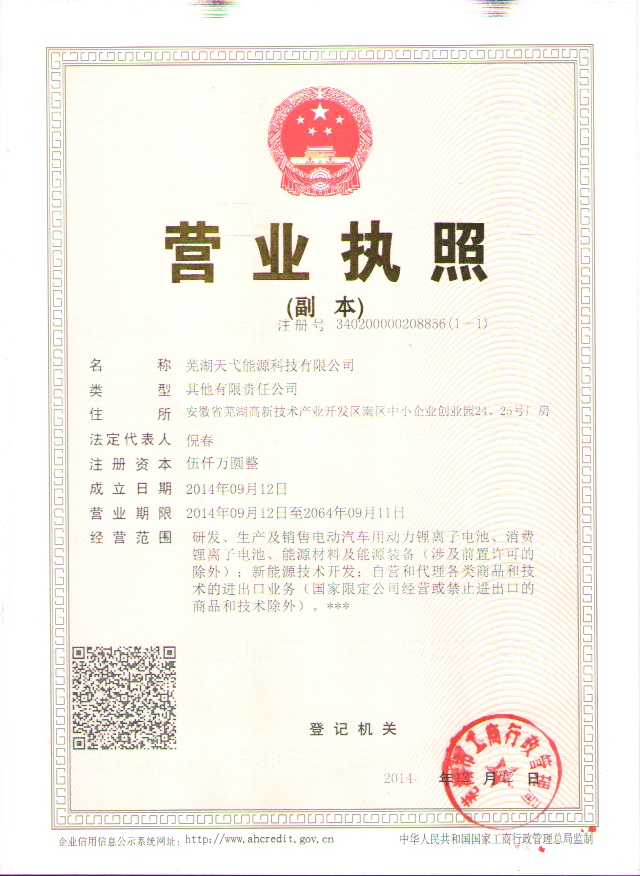 营业执照
(副 本)
注册号 340200000208856(1－1)
名 称 芜湖天弋能源科技有限公司
类 型 其他有限责任公司
住 所 安徽省芜湖高新技术产业开发区南区中小企业创业园24、25号厂房
法定代表人 倪春
注册资本 伍仟万圆整
成立日期 2014年09月12日
营业期限 2014年09月12日至2064年09月11日
经营范围 研发、生产及销售电动汽车用动力锂离子电池、消费
锂离子电池、能源材料及能源装备（涉及前置许可的
除外）；新能源技术开发；自营和代理各类商品和技
术的进出口业务（国家限定公司经营或禁止进出口的
商品和技术除外）。***
登记机关
工商行政管理
2014 年 月 日
企业信用信息公示系统网址：http://www.ahcredit.gov.cn
中华人民共和国国家工商行政管理总局监制